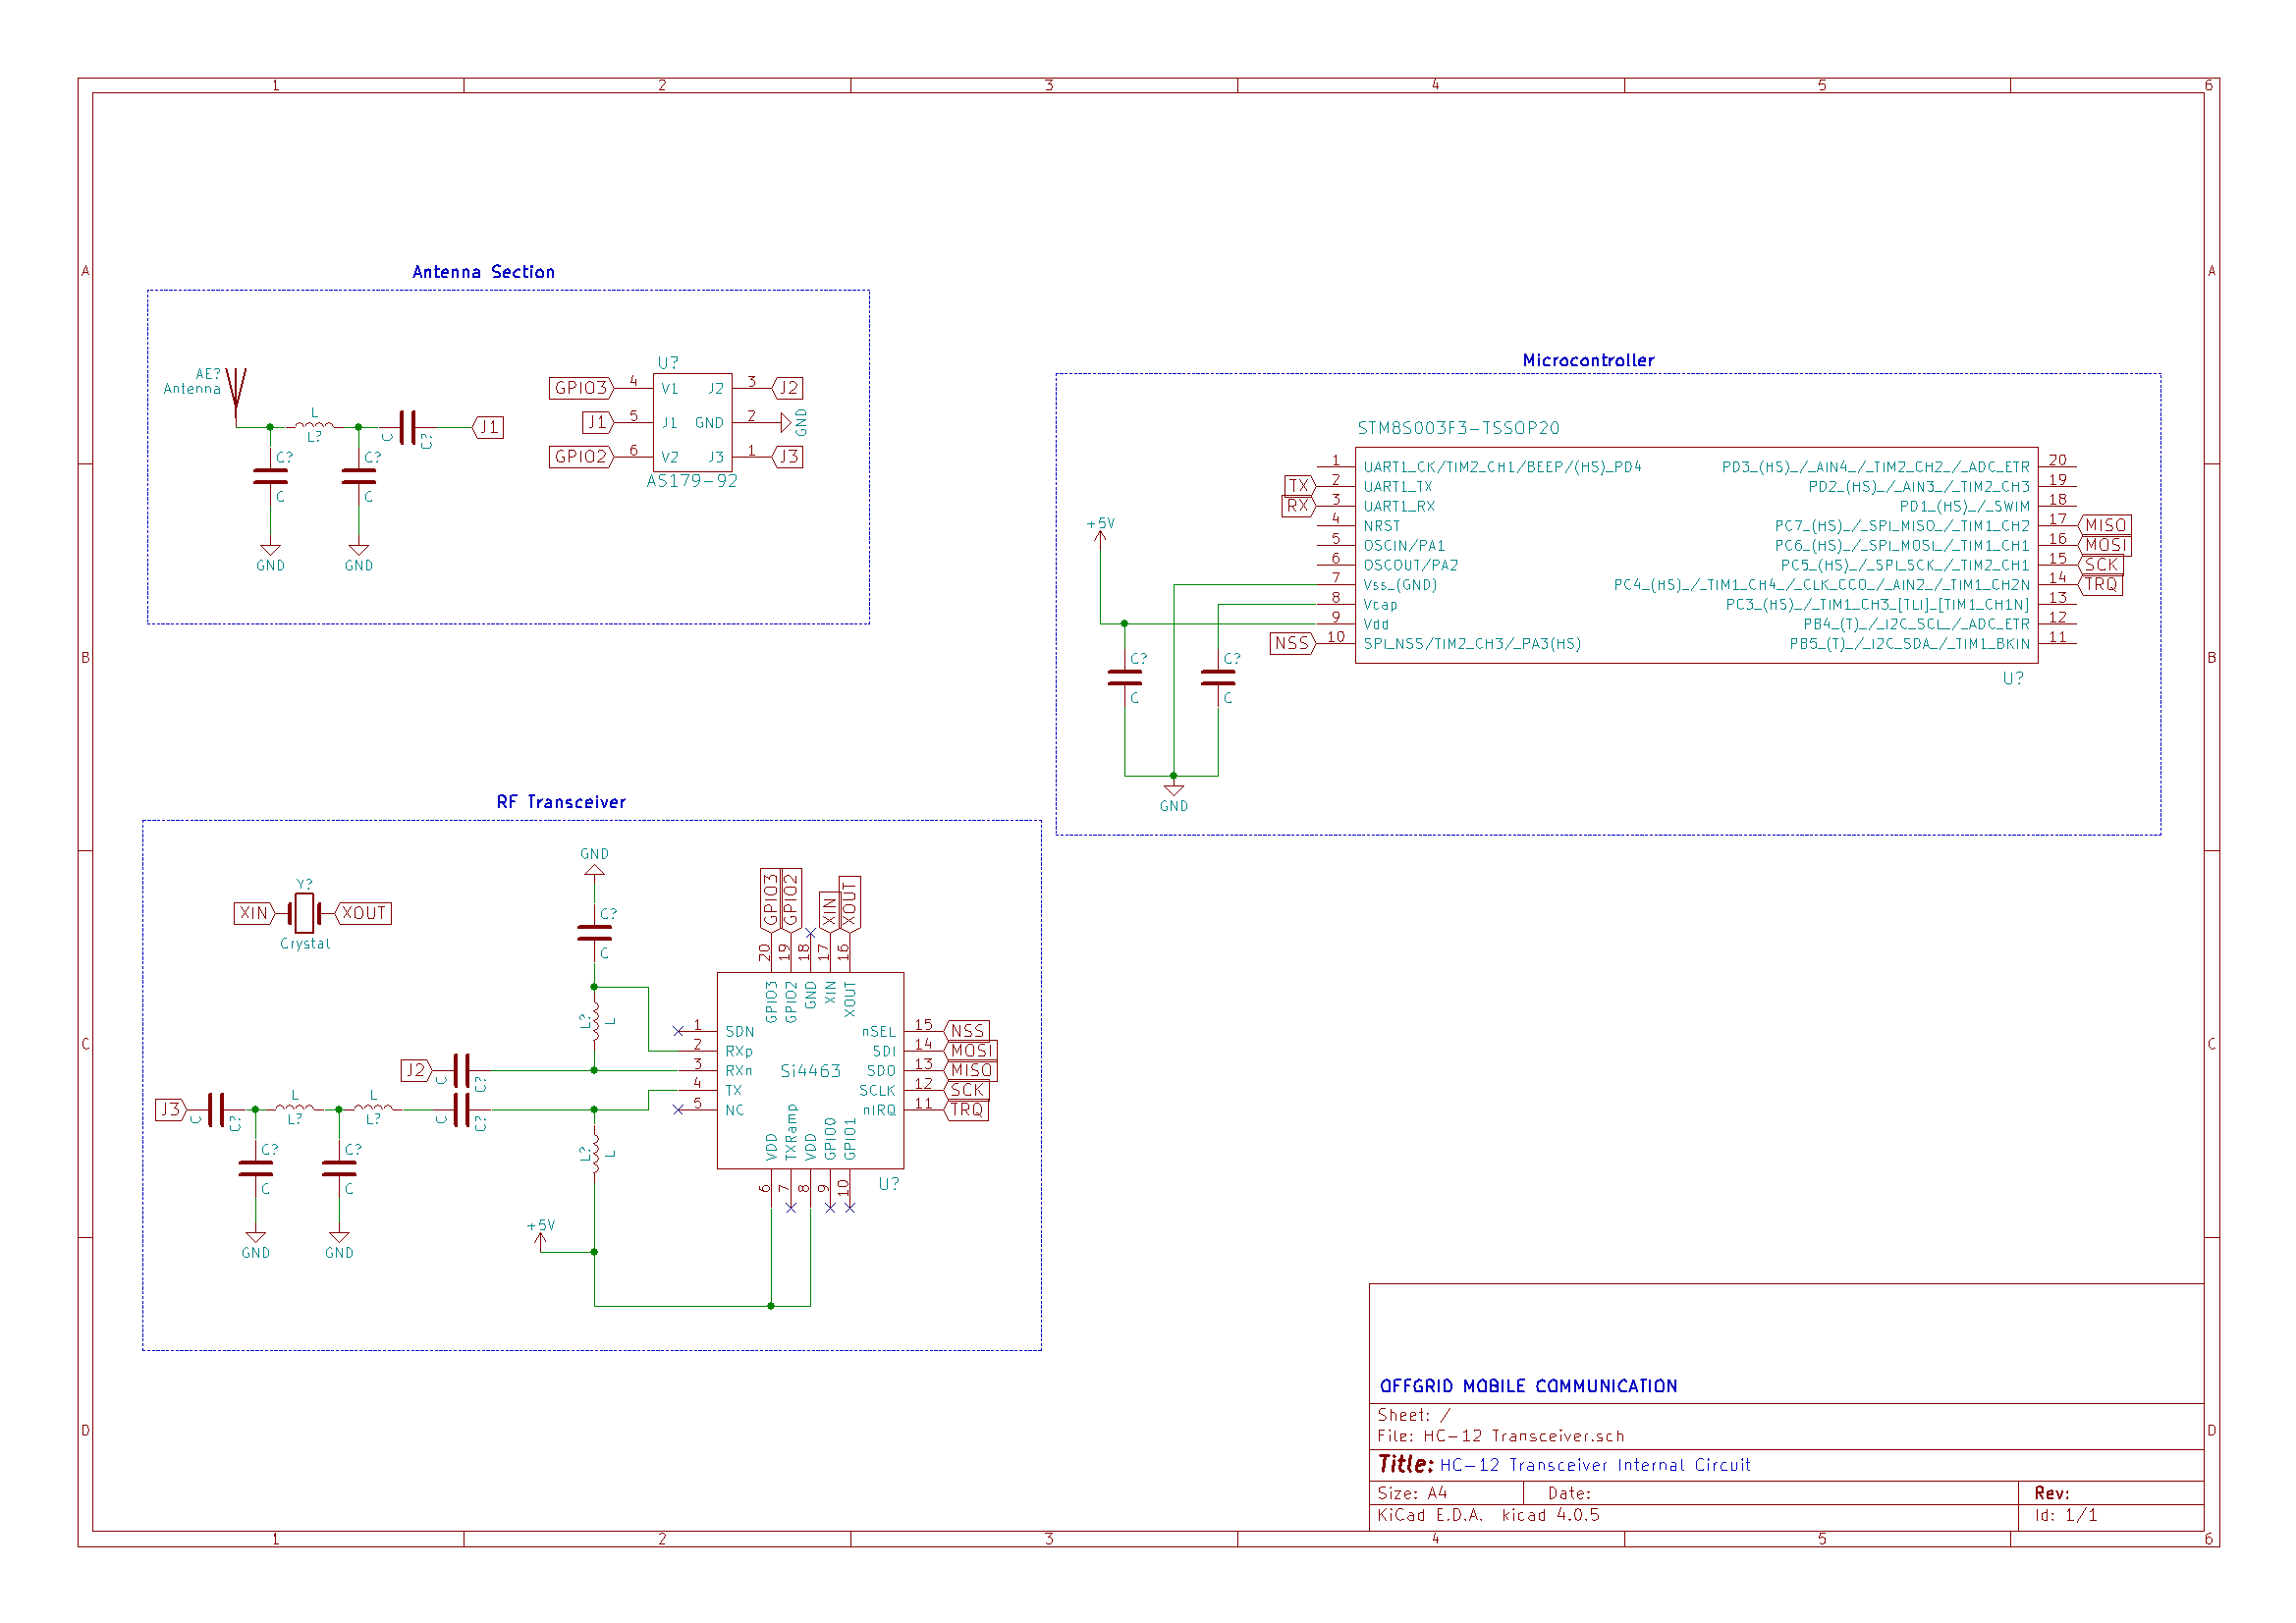 1 2 3 4 5 6
A A
Antenna Section
AE?
Antenna
L
L?
C
C?
J1
C?
C
C?
C
GND
GND
U?
GPIO3 4 V1 J2 3 J2
J1 5 J1 GND 2 GND
GPIO2 6 V2 J3 1 J3
AS179-92
Microcontroller
STM8S003F3-TSSOP20
1 UART1_CK/TIM2_CH1/BEEP/(HS)_PD4 PD3_(HS)_/_AIN4_/_TIM2_CH2_/_ADC_ETR 20
TX 2 UART1_TX PD2_(HS)_/_AIN3_/_TIM2_CH3 19
RX 3 UART1_RX PD1_(HS)_/_SWIM 18
4 NRST PC7_(HS)_/_SPI_MISO_/_TIM1_CH2 17 MISO
5 OSCIN/PA1 PC6_(HS)_/_SPI_MOSI_/_TIM1_CH1 16 MOSI
6 OSCOUT/PA2 PC5_(HS)_/_SPI_SCK_/_TIM2_CH1 15 SCK
7 Vss_(GND) PC4_(HS)_/_TIM1_CH4_/_CLK_CCO_/_AIN2_/_TIM1_CH2N 14 TRQ
8 Vcap PC3_(HS)_/_TIM1_CH3_[TLI]_[TIM1_CH1N] 13
9 Vdd PB4_(T)_/_I2C_SCL_/_ADC_ETR 12
NSS 10 SPI_NSS/TIM2_CH3/_PA3(HS) PB5_(T)_/_I2C_SDA_/_TIM1_BKIN 11
U?
+5V
C?
C
C?
C
GND
B B
RF Transceiver
Y?
XIN XOUT
Crystal
GND
C?
C
L?
L
J2
C
C?
J3
C
C?
L
L?
L
L?
C
C?
C?
C
C?
C
GND
GND
L?
L
+5V
GPIO3 GPIO2 XIN XOUT
20 19 18 17 16
GPIO3 GPIO2 GND XIN XOUT
1 SDN nSEL 15 NSS
2 RXp SDI 14 MOSI
3 RXn Si4463 SDO 13 MISO
4 TX SCLK 12 SCK
5 NC nIRQ 11 TRQ
VDD TXRamp VDD GPIO0 GPIO1
6 7 8 9 10
U?
C C
OFFGRID MOBILE COMMUNICATION
Sheet: /
File: HC-12 Transceiver.sch
Title: HC-12 Transceiver Internal Circuit
Size: A4 Date: Rev:
KiCad E.D.A. kicad 4.0.5 Id: 1/1
D D
1 2 3 4 5 6